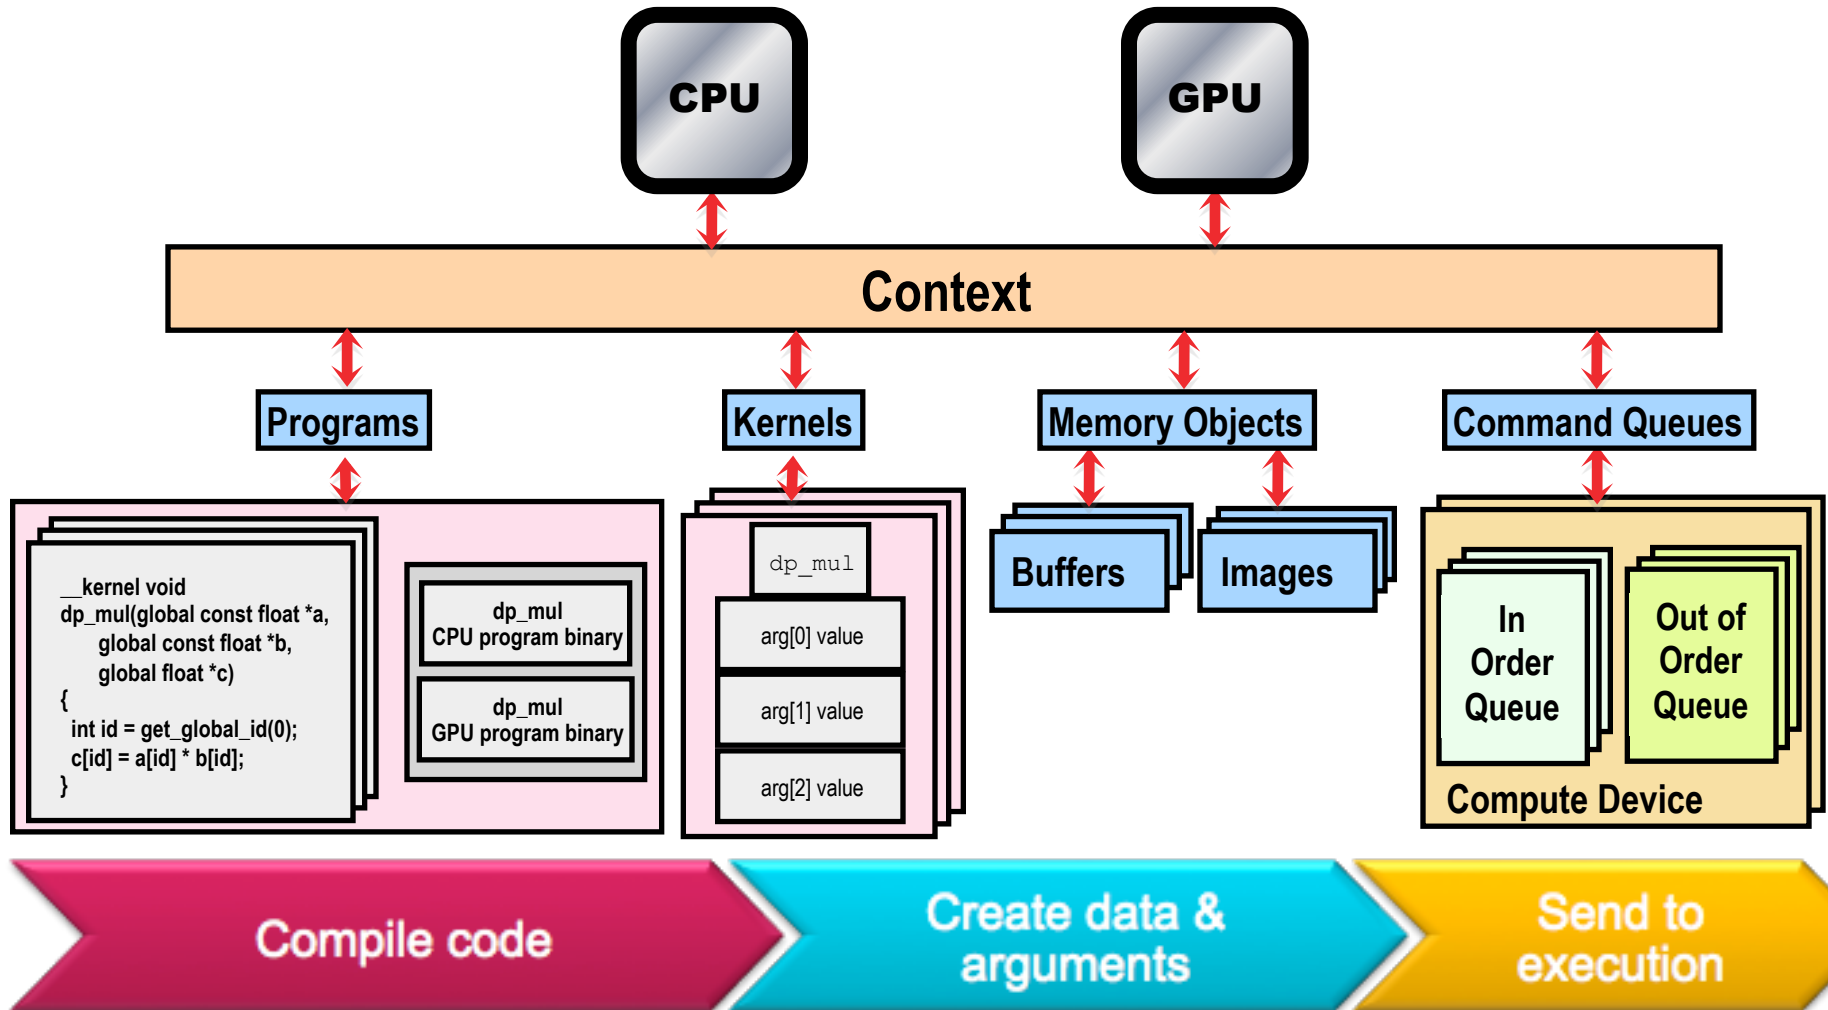 CPU
GPU
Context
Programs
Kernels
Memory Objects
Command Queues
__kernel void
dp_mul(global const float *a,
global const float *b,
global float *c)
{
int id = get_global_id(0);
c[id] = a[id] * b[id];
}
dp_mul
CPU program binary
dp_mul
GPU program binary
dp_mul
arg[0] value
arg[1] value
arg[2] value
Buffers
Images
In
Order
Queue
Out of
Order
Queue
Compute Device
Compile code
Create data &
arguments
Send to
execution